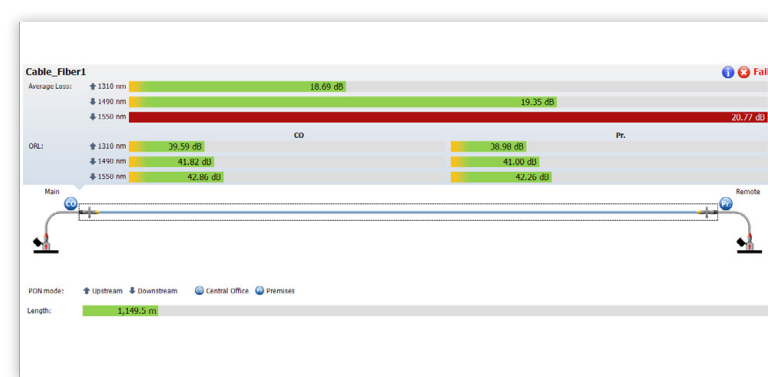 Cable_Fiber1
Fail
Average Loss: 1310 nm 18.69 dB
1490 nm 19.35 dB
1550 nm 20.77 dB
CO Pr.
ORL: 1310 nm 39.59 dB 38.98 dB
1490 nm 41.82 dB 41.00 dB
1550 nm 42.86 dB 42.26 dB
Main Remote
CO Pr
PON mode: Upstream Downstream Central Office Premises
Length: 1,149.5 m